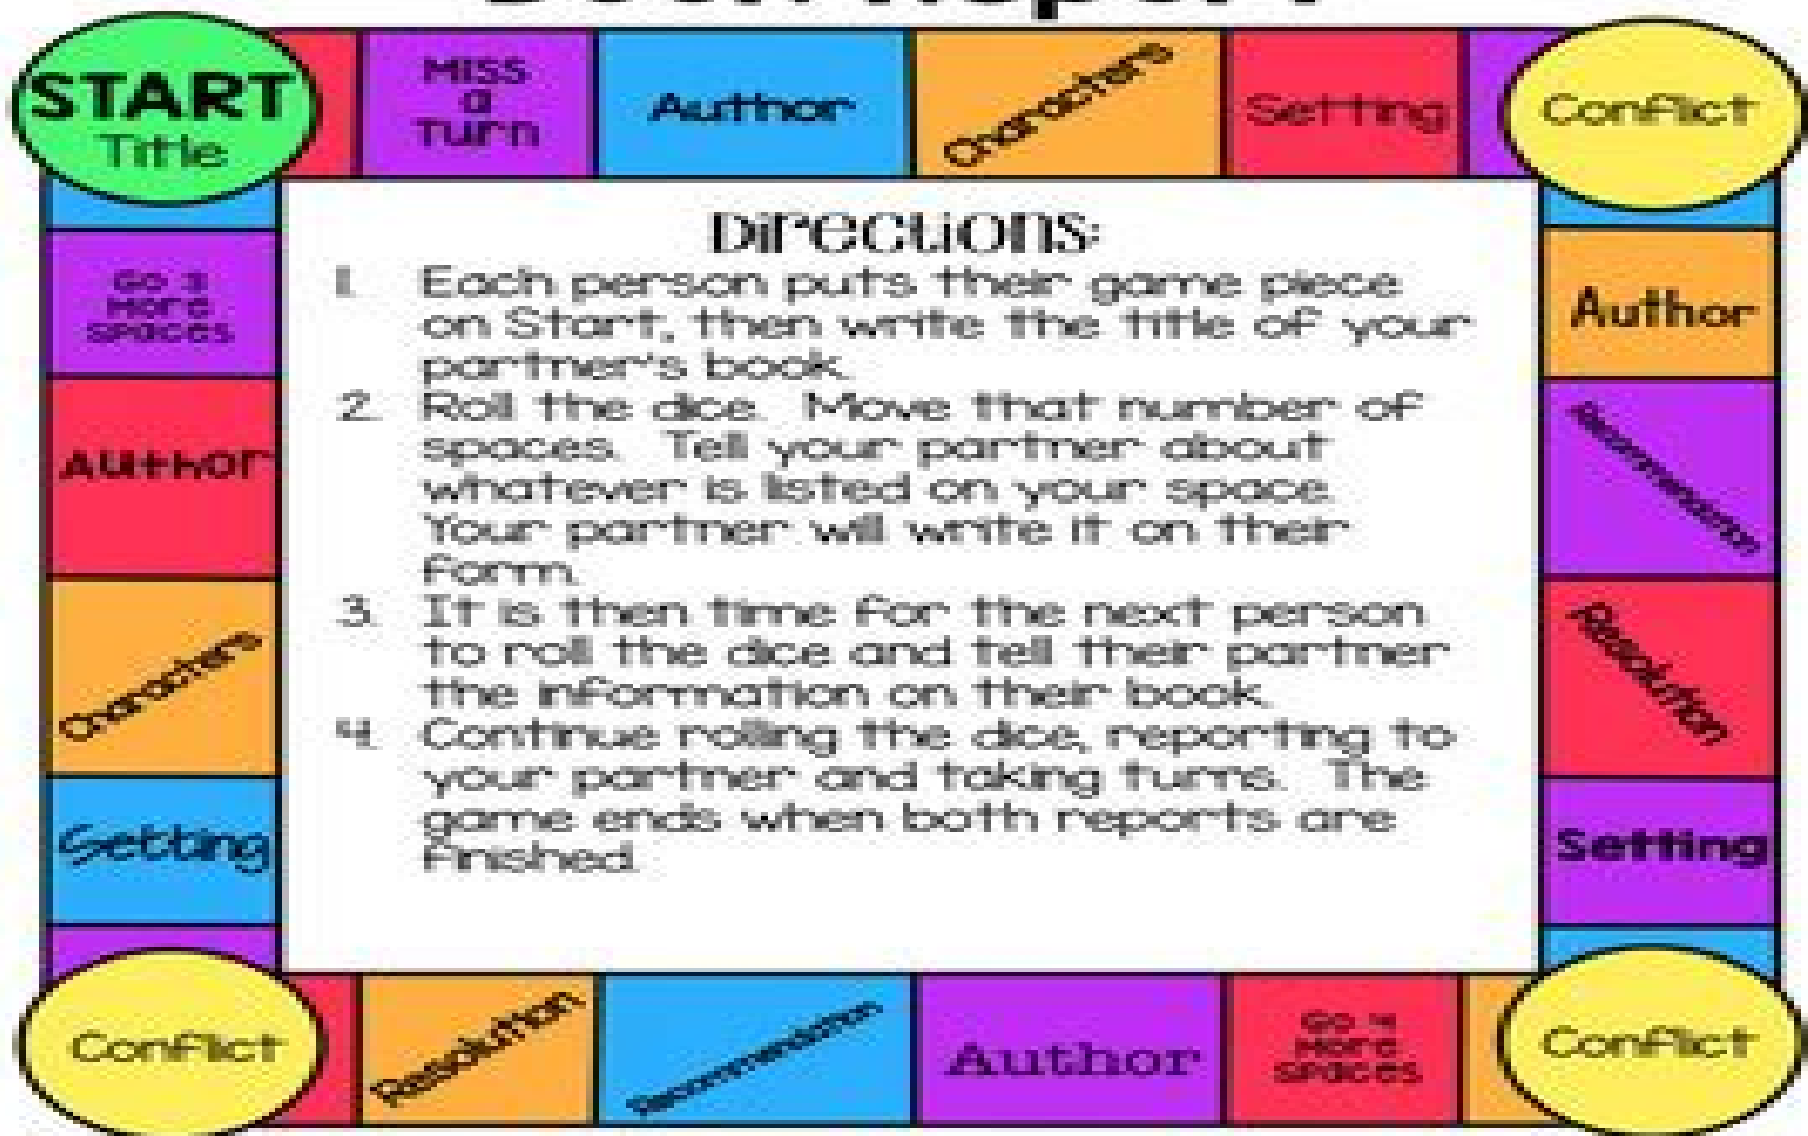 Book Report
START
Title
Miss
a
Turn
Author
Characters
Setting
Conflict
Go 3
More
spaces
Author
Characters
Setting
Conflict
Directions:
1. Each person puts their game piece
on Start, then write the title of your
partner's book.
2. Roll the dice. Move that number of
spaces. Tell your partner about
whatever is listed on your space.
Your partner will write it on their
form.
3. It is then time for the next person
to roll the dice and tell their partner
the information on their book.
4. Continue rolling the dice, reporting to
your partner and taking turns. The
game ends when both reports are
finished.
Author
Recommendation
Resolution
Setting
Conflict
Resolution
Recommendation
Author
Go 4
More
spaces